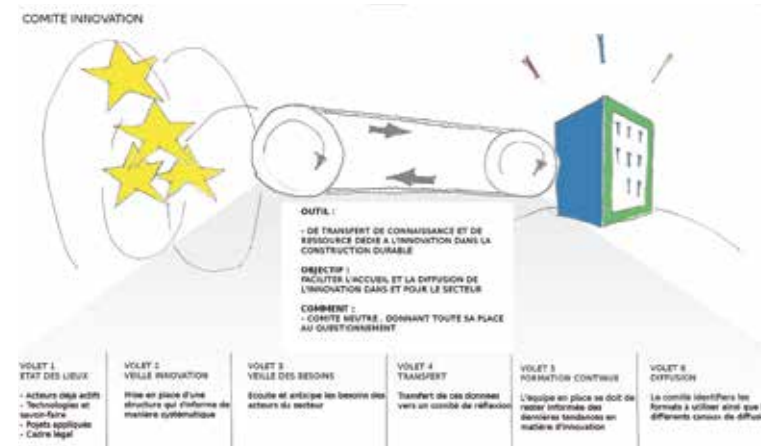 COMITE INNOVATION
OUTIL :
- DE TRANSFERT DE CONNAISSANCE ET DE
RESSOURCE DÉDIÉ A L'INNOVATION DANS LA
CONSTRUCTION DURABLE
OBJECTIF :
FACILITER L'ACCUEIL ET LA DIFFUSION DE
L'INNOVATION DANS ET POUR LE SECTEUR
COMMENT :
- COMITE NEUTRE , DONNANT TOUTE SA PLACE
AU QUESTIONNEMENT
VOLET 1
ETAT DES LIEUX
- Acteurs deja actifs
- Technologies et
savoir-faire
- Pojets appliqués
- Cadre légal
VOLET 2
VEILLE INNOVATION
Mise en place d'une
structure qui s'informe de
manière systématique
VOLET 3
VEILLE DES BESOINS
Ecoute et anticipe les besoins des
acteurs du secteur
VOLET 4
TRANSFERT
Transfert de ces données
vers un comité de réflexion
VOLET 5
FORMATION CONTINUE
L'équipe en place se doit de
rester informée des
dernières tendances en
matière d'innovation
VOLET 6
DIFFUSION
Le comité identifiera les
formats à utiliser ainsi que
différents canaux de